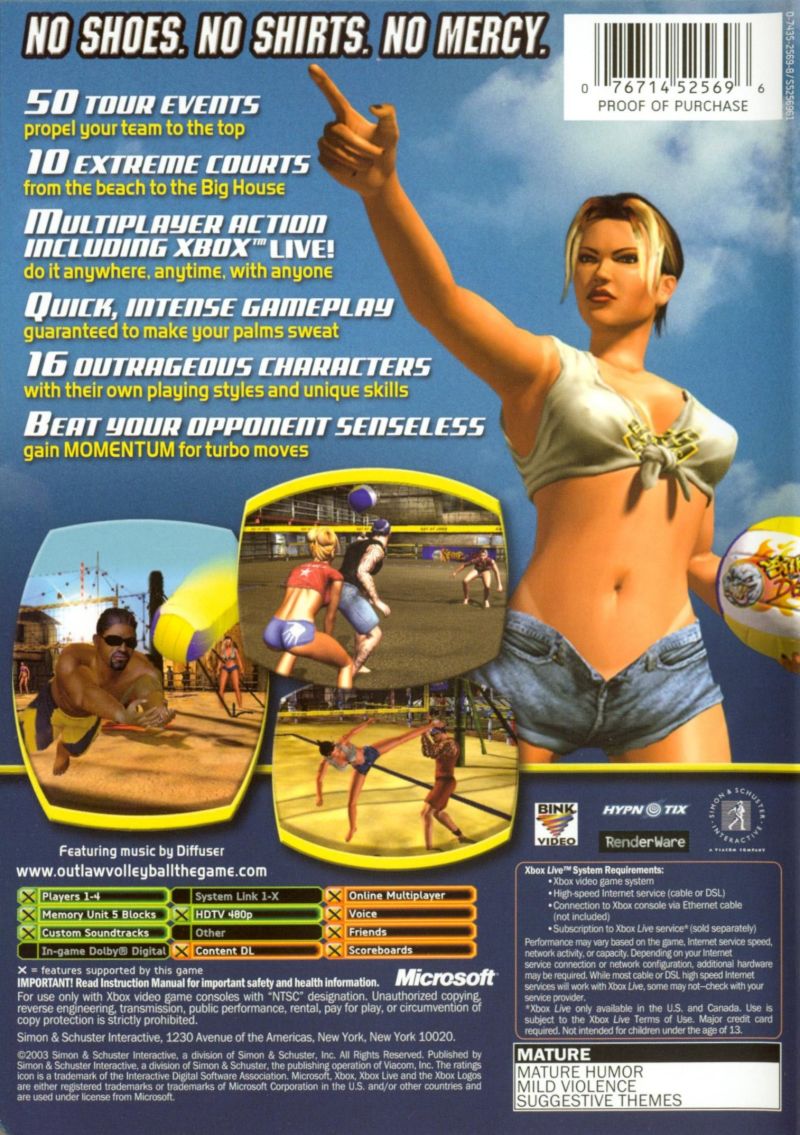 NO SHOES. NO SHIRTS. NO MERCY.
0-7435-2569-8/S5256961
0 76714 52569 6
PROOF OF PURCHASE
50 TOUR EVENTS
propel your team to the top
10 EXTREME COURTS
from the beach to the Big House
MULTIPLAYER ACTION
INCLUDING XBOX™ LIVE!
do it anywhere, anytime, with anyone
QUICK, INTENSE GAMEPLAY
guaranteed to make your palms sweat
16 OUTRAGEOUS CHARACTERS
with their own playing styles and unique skills
BEAT YOUR OPPONENT SENSELESS
gain MOMENTUM for turbo moves
Featuring music by Diffuser
www.outlawvolleyballthegame.com
BINK
VIDEO
HYPNOTIX
RenderWare
SIMON & SCHUSTER
INTERACTIVE
A VIACOM COMPANY
Players 1-4
System Link 1-X
Online Multiplayer
Memory Unit 5 Blocks
HDTV 480p
Voice
Custom Soundtracks
Other
Friends
In-game Dolby® Digital
Content DL
Scoreboards
X = features supported by this game
IMPORTANT! Read Instruction Manual for important safety and health information.
Microsoft®
For use only with Xbox video game consoles with "NTSC" designation. Unauthorized copying,
reverse engineering, transmission, public performance, rental, pay for play, or circumvention of
copy protection is strictly prohibited.
Simon & Schuster Interactive, 1230 Avenue of the Americas, New York, New York 10020.
©2003 Simon & Schuster Interactive, a division of Simon & Schuster, Inc. All Rights Reserved. Published by
Simon & Schuster Interactive, a division of Simon & Schuster, the publishing operation of Viacom, Inc. The ratings
icon is a trademark of the Interactive Digital Software Association. Microsoft, Xbox, Xbox Live and the Xbox Logos
are either registered trademarks or trademarks of Microsoft Corporation in the U.S. and/or other countries and
are used under license from Microsoft.
Xbox Live™ System Requirements:
• Xbox video game system
• High-speed Internet service (cable or DSL)
• Connection to Xbox console via Ethernet cable
(not included)
• Subscription to Xbox Live service* (sold separately)
Performance may vary based on the game, Internet service speed,
network activity, or capacity. Depending on your Internet
service connection or network configuration, additional hardware
may be required. While most cable or DSL high speed Internet
services will work with Xbox Live, some may not–check with your
service provider.
*Xbox Live only available in the U.S. and Canada. Use is
subject to the Xbox Live Terms of Use. Major credit card
required. Not intended for children under the age of 13.
MATURE
MATURE HUMOR
MILD VIOLENCE
SUGGESTIVE THEMES